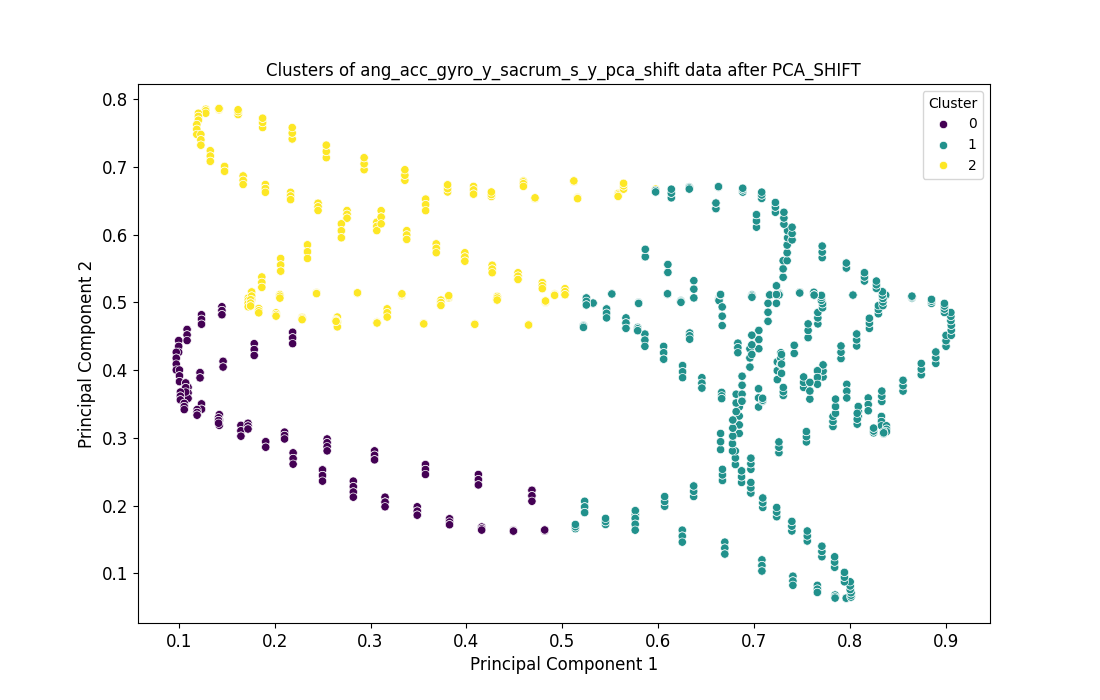 Clusters of ang_acc_gyro_y_sacrum_s_y_pca_shift data after PCA_SHIFT
Cluster
0
1
2
0.8
0.7
0.6
0.5
0.4
0.3
0.2
0.1
Principal Component 2
0.1 0.2 0.3 0.4 0.5 0.6 0.7 0.8 0.9
Principal Component 1